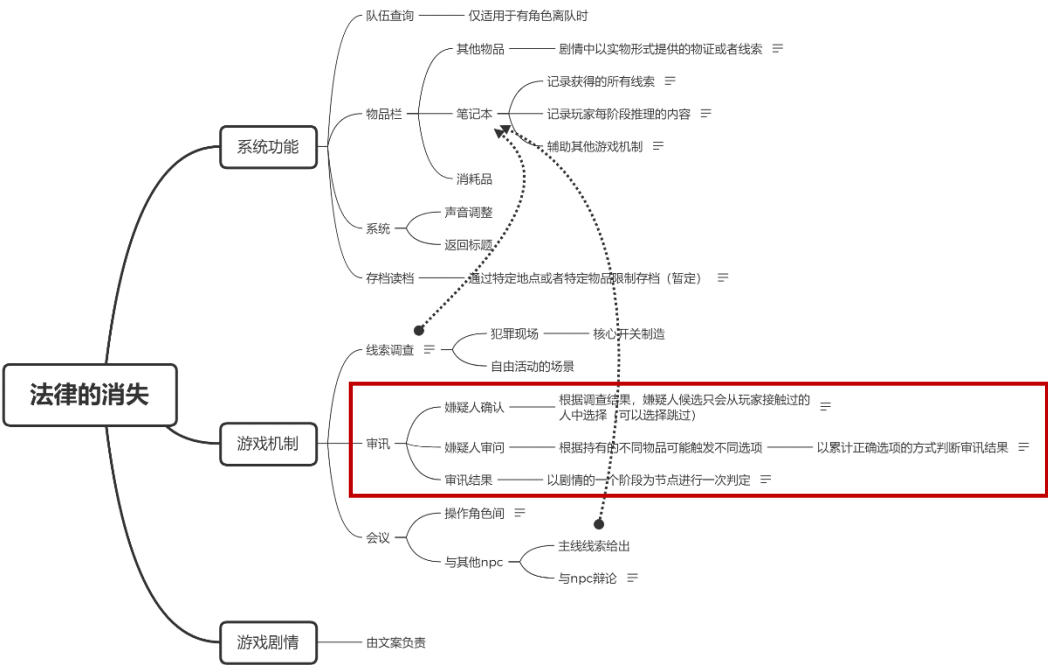 法律的消失
系统功能
队伍查询
仅适用于有角色离队时
物品栏
其他物品
剧情中以实物形式提供的物证或者线索
笔记本
记录获得的所有线索
记录玩家每阶段推理的内容
辅助其他游戏机制
消耗品
系统
声音调整
返回标题
存档读档
通过特定地点或者特定物品限制存档（暂定）
游戏机制
线索调查
犯罪现场
核心开关制造
自由活动的场景
审讯
嫌疑人确认
根据调查结果，嫌疑人候选只会从玩家接触过的
人中选择（可以选择跳过）
嫌疑人审问
根据持有的不同物品可能触发不同选项
以累计正确选项的方式判断审讯结果
审讯结果
以剧情的一个阶段为节点进行一次判定
会议
操作角色间
与其他npc
主线线索给出
与npc辩论
游戏剧情
由文案负责